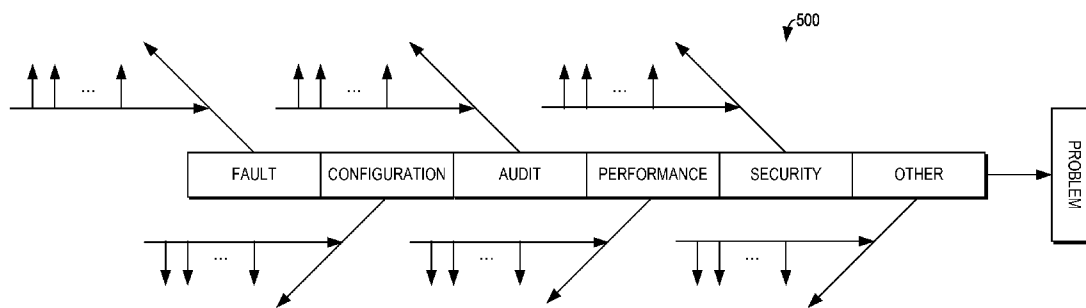 500
...
...
...
FAULT
CONFIGURATION
AUDIT
PERFORMANCE
SECURITY
OTHER
PROBLEM
...
...
...